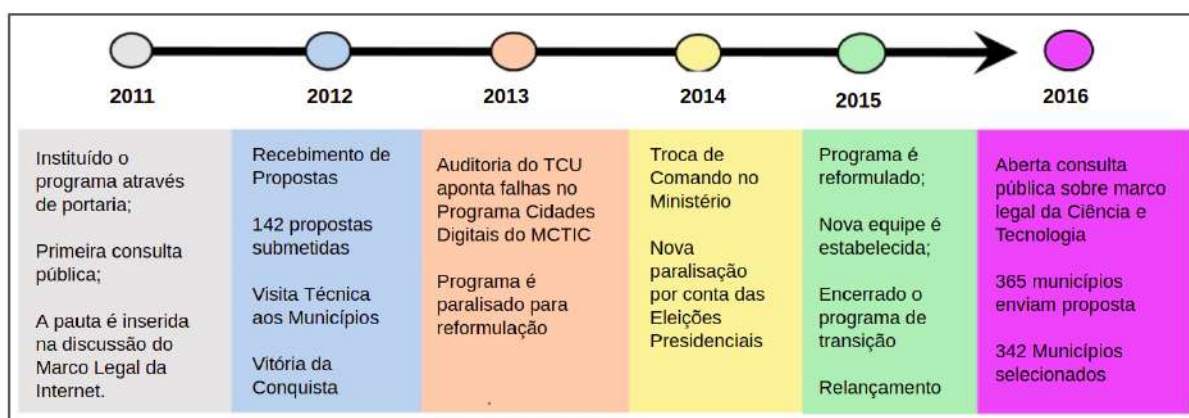 2011
2012
2013
2014
2015
2016
Instituído o
programa através
de portaria;
Primeira consulta
pública;
A pauta é inserida
na discussão do
Marco Legal da
Internet.
Recebimento de
Propostas
142 propostas
submetidas
Visita Técnica
aos Municípios
Vitória da
Conquista
Auditoria do TCU
aponta falhas no
Programa Cidades
Digitais do MCTIC
Programa é
paralisado para
reformulação
Troca de
Comando no
Ministério
Nova
paralisação
por conta das
Eleições
Presidenciais
Programa é
reformulado;
Nova equipe é
estabelecida;
Encerrado o
programa de
transição
Relançamento
Aberta consulta
pública sobre marco
legal da Ciência e
Tecnologia
365 municípios
enviam proposta
342 Municípios
selecionados